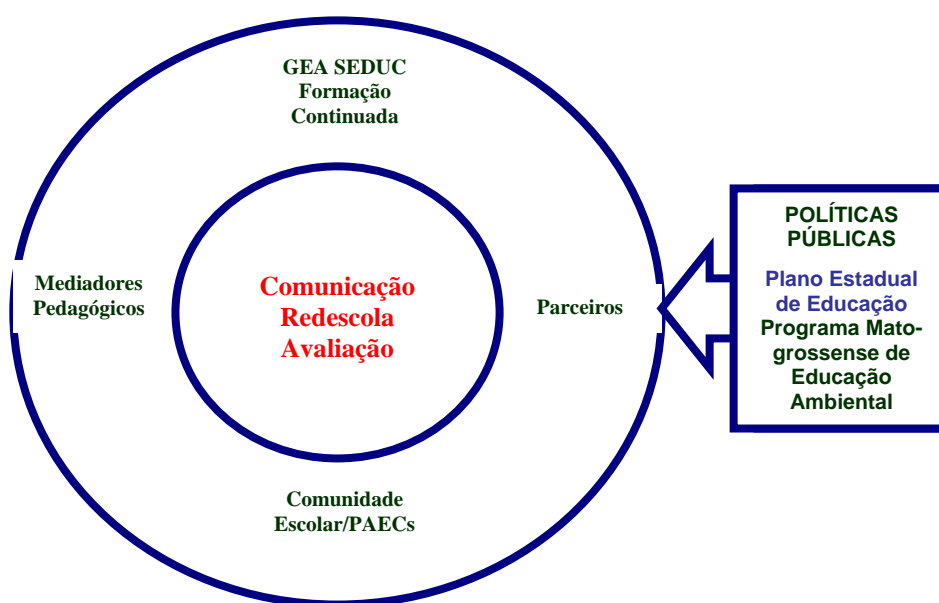 GEA SEDUC
Formação
Continuada
Mediadores
Pedagógicos
Comunicação
Redescola
Avaliação
Parceiros
Comunidade
Escolar/PAECs
POLÍTICAS
PÚBLICAS
Plano Estadual
de Educação
Programa Mato-
grossense de
Educação
Ambiental